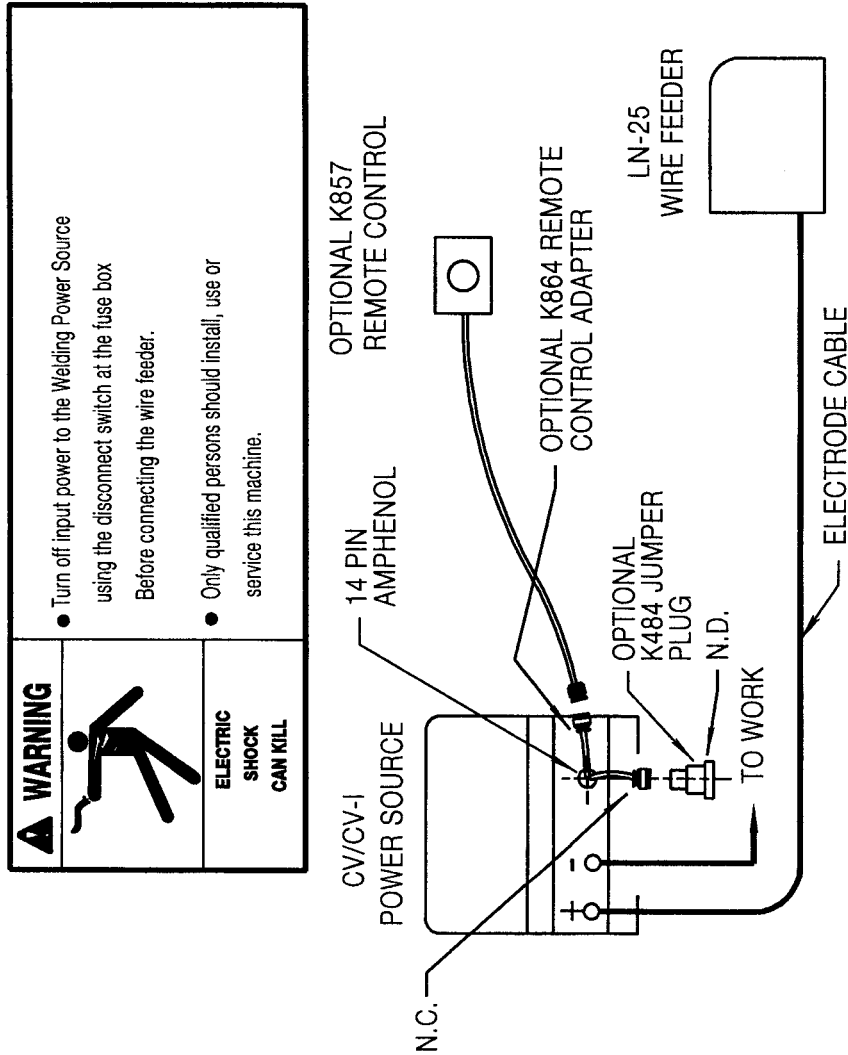 WARNING
ELECTRIC
SHOCK
CAN KILL
● Turn off input power to the Welding Power Source
using the disconnect switch at the fuse box
Before connecting the wire feeder.
● Only qualified persons should install, use or
service this machine.
CV/CV-I
POWER SOURCE
14 PIN
AMPHENOL
OPTIONAL K857
REMOTE CONTROL
OPTIONAL K864 REMOTE
CONTROL ADAPTER
N.C.
+
-
OPTIONAL
K484 JUMPER
PLUG
N.D.
TO WORK
LN-25
WIRE FEEDER
ELECTRODE CABLE